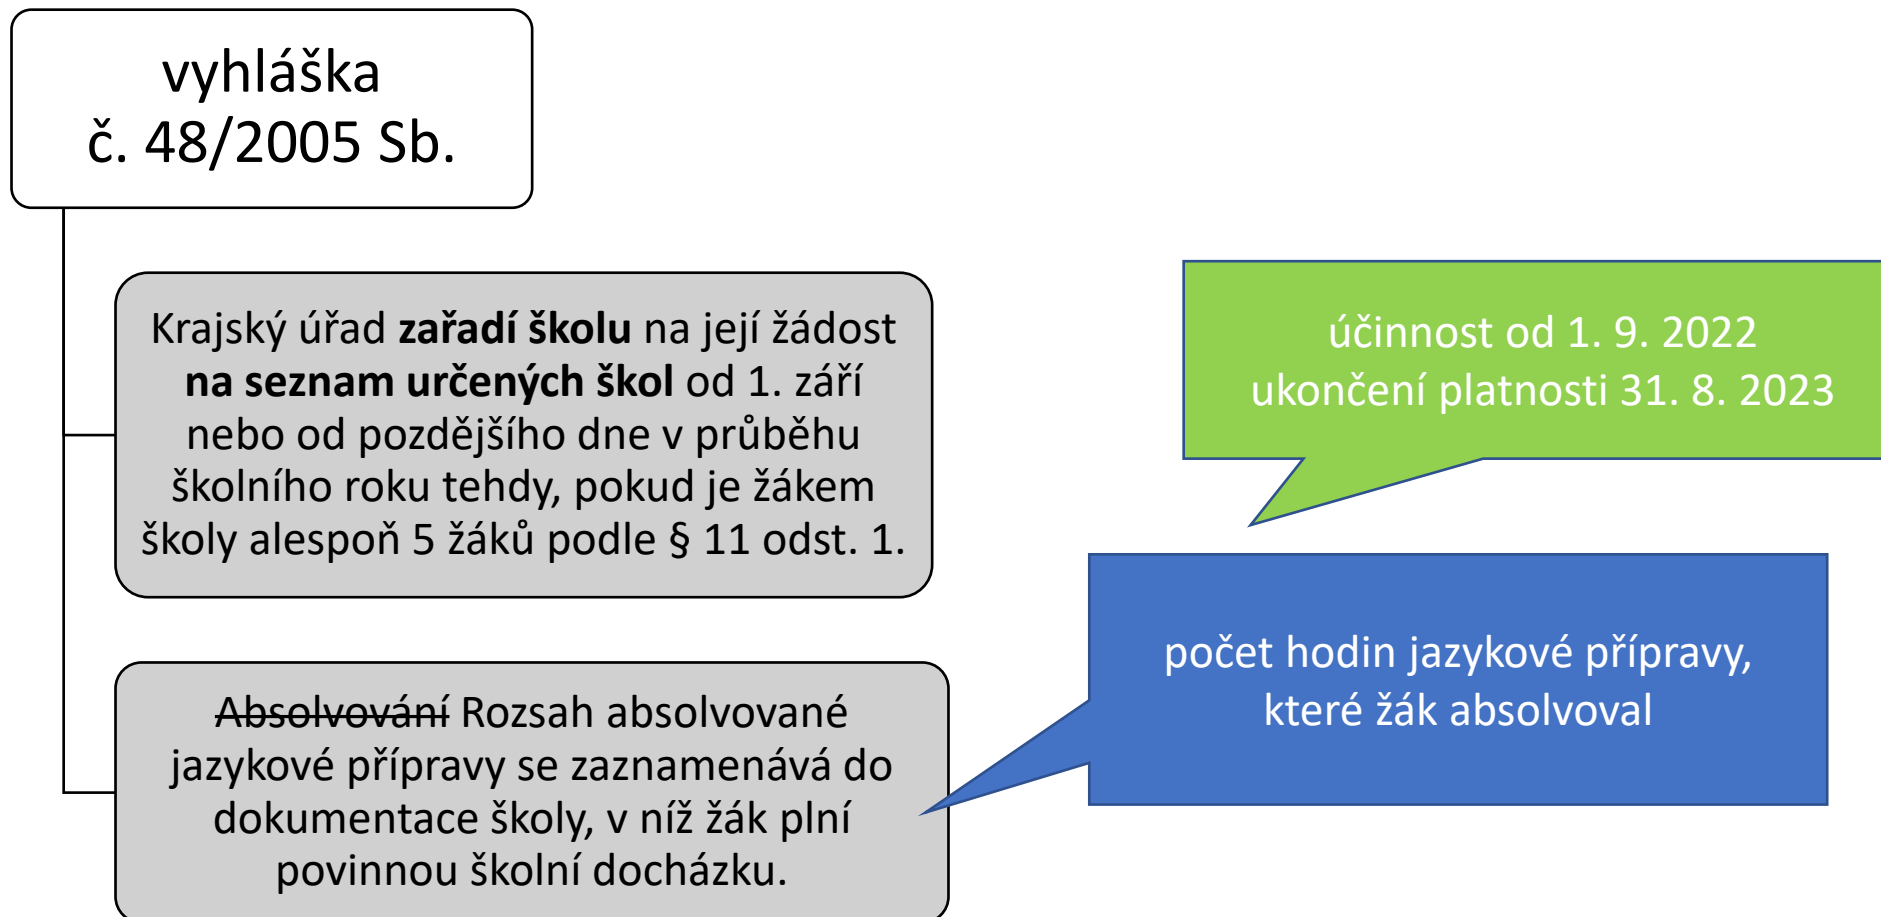 vyhláška
č. 48/2005 Sb.
Krajský úřad zařadí školu na její žádost
na seznam určených škol od 1. září
nebo od pozdějšího dne v průběhu
školního roku tehdy, pokud je žákem
školy alespoň 5 žáků podle § 11 odst. 1.
účinnost od 1. 9. 2022
ukončení platnosti 31. 8. 2023
Absolvování Rozsah absolvované
jazykové přípravy se zaznamenává do
dokumentace školy, v níž žák plní
povinnou školní docházku.
počet hodin jazykové přípravy,
které žák absolvoval